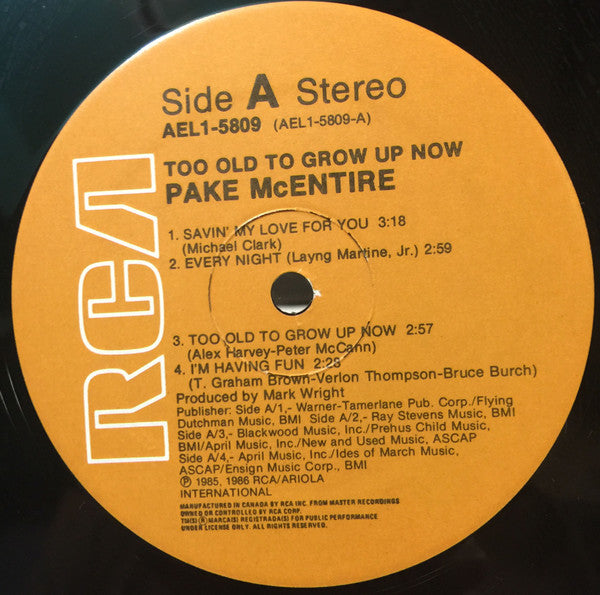 RCA
Side A Stereo
AEL1-5809 (AEL1-5809-A)
TOO OLD TO GROW UP NOW
PAKE McENTIRE
1. SAVIN' MY LOVE FOR YOU 3:18
(Michael Clark)
2. EVERY NIGHT (Layng Martine, Jr.) 2:59
3. TOO OLD TO GROW UP NOW 2:57
(Alex Harvey-Peter McCann)
4. I'M HAVING FUN 2:28
(T. Graham Brown-Verlon Thompson-Bruce Burch)
Produced by Mark Wright
Publisher: Side A/1,- Warner-Tamerlane Pub. Corp./Flying
Dutchman Music, BMI Side A/2,- Ray Stevens Music, BMI
Side A/3,- Blackwood Music, Inc./Prehus Child Music,
BMI/April Music, Inc./New and Used Music, ASCAP
Side A/4,- April Music, Inc./Ides of March Music,
ASCAP/Ensign Music Corp., BMI
Ⓟ 1985, 1986 RCA/ARIOLA
INTERNATIONAL
MANUFACTURED IN CANADA BY RCA INC. FROM MASTER RECORDINGS
OWNED OR CONTROLLED BY RCA CORP.
TM(S) ® MARCA(S) REGISTRADA(S) FOR PUBLIC PERFORMANCE
UNDER LICENSE ONLY. ALL RIGHTS RESERVED.